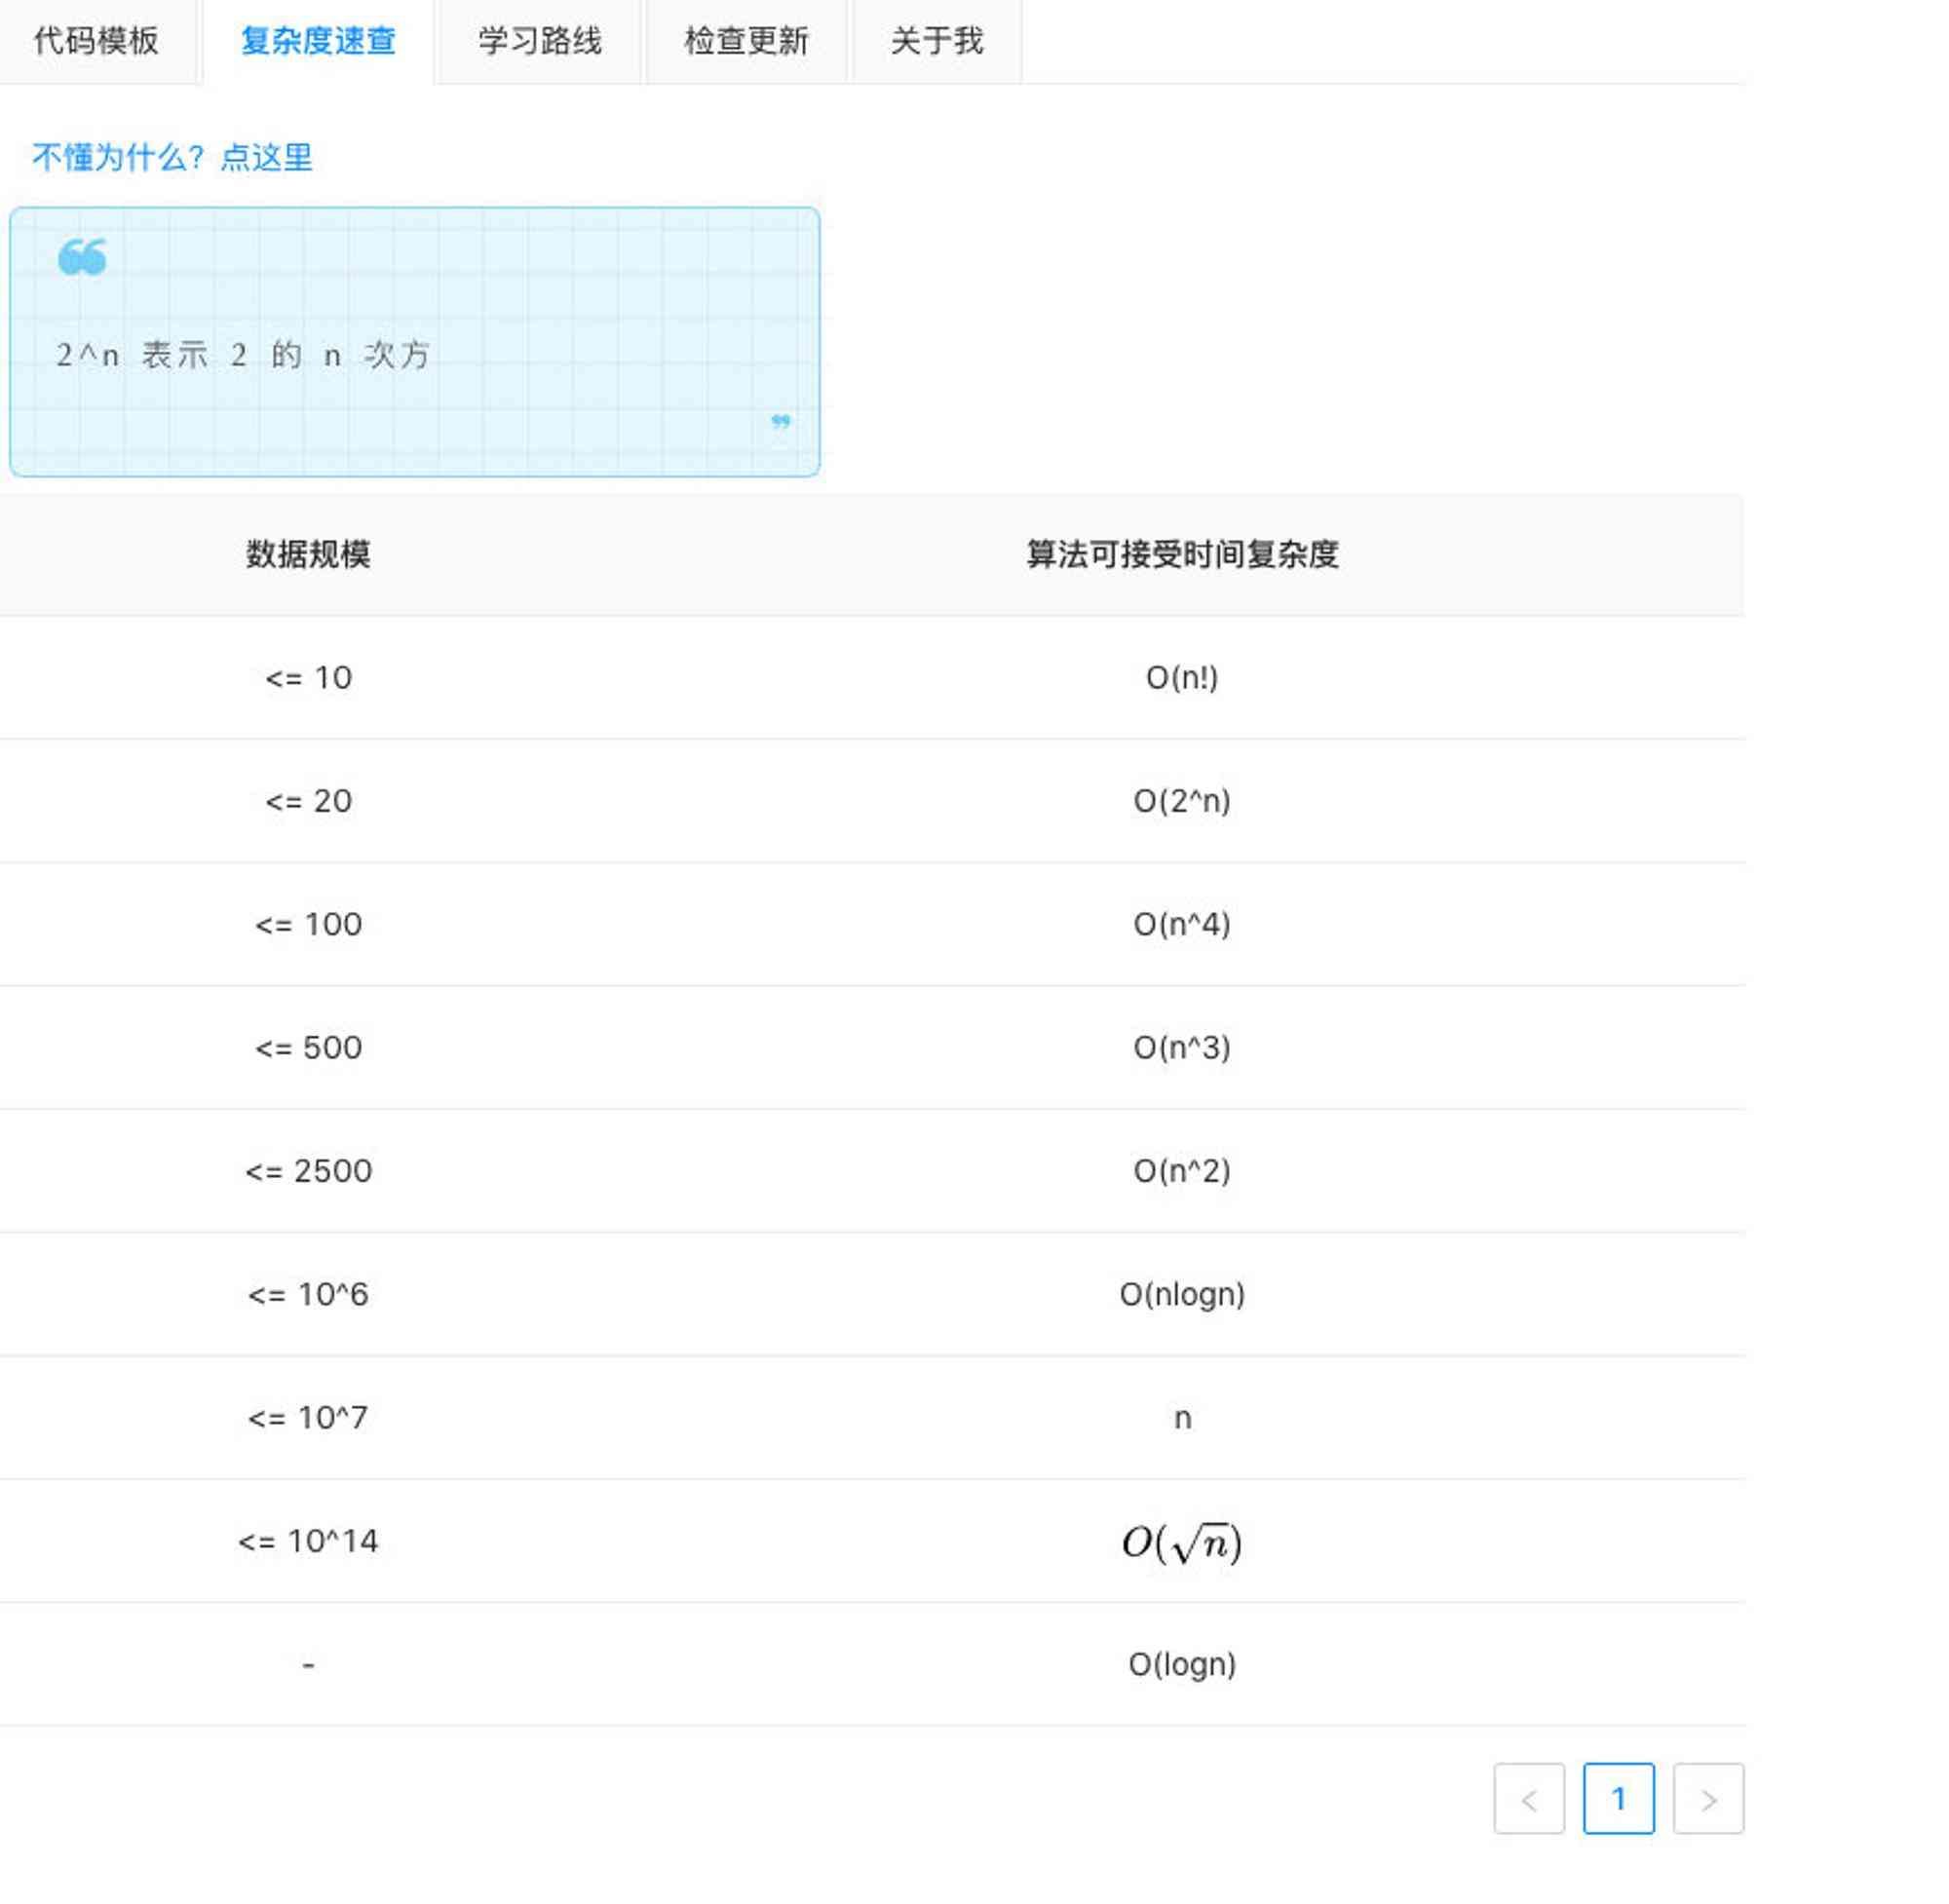 代码模板 复杂度速查 学习路线 检查更新 关于我
不懂为什么？点这里
❝
2^n 表示 2 的 n 次方
❞
数据规模 算法可接受时间复杂度
<= 10 O(n!)
<= 20 O(2^n)
<= 100 O(n^4)
<= 500 O(n^3)
<= 2500 O(n^2)
<= 10^6 O(nlogn)
<= 10^7 n
<= 10^14 O(√n)
- O(logn)
< 1 >